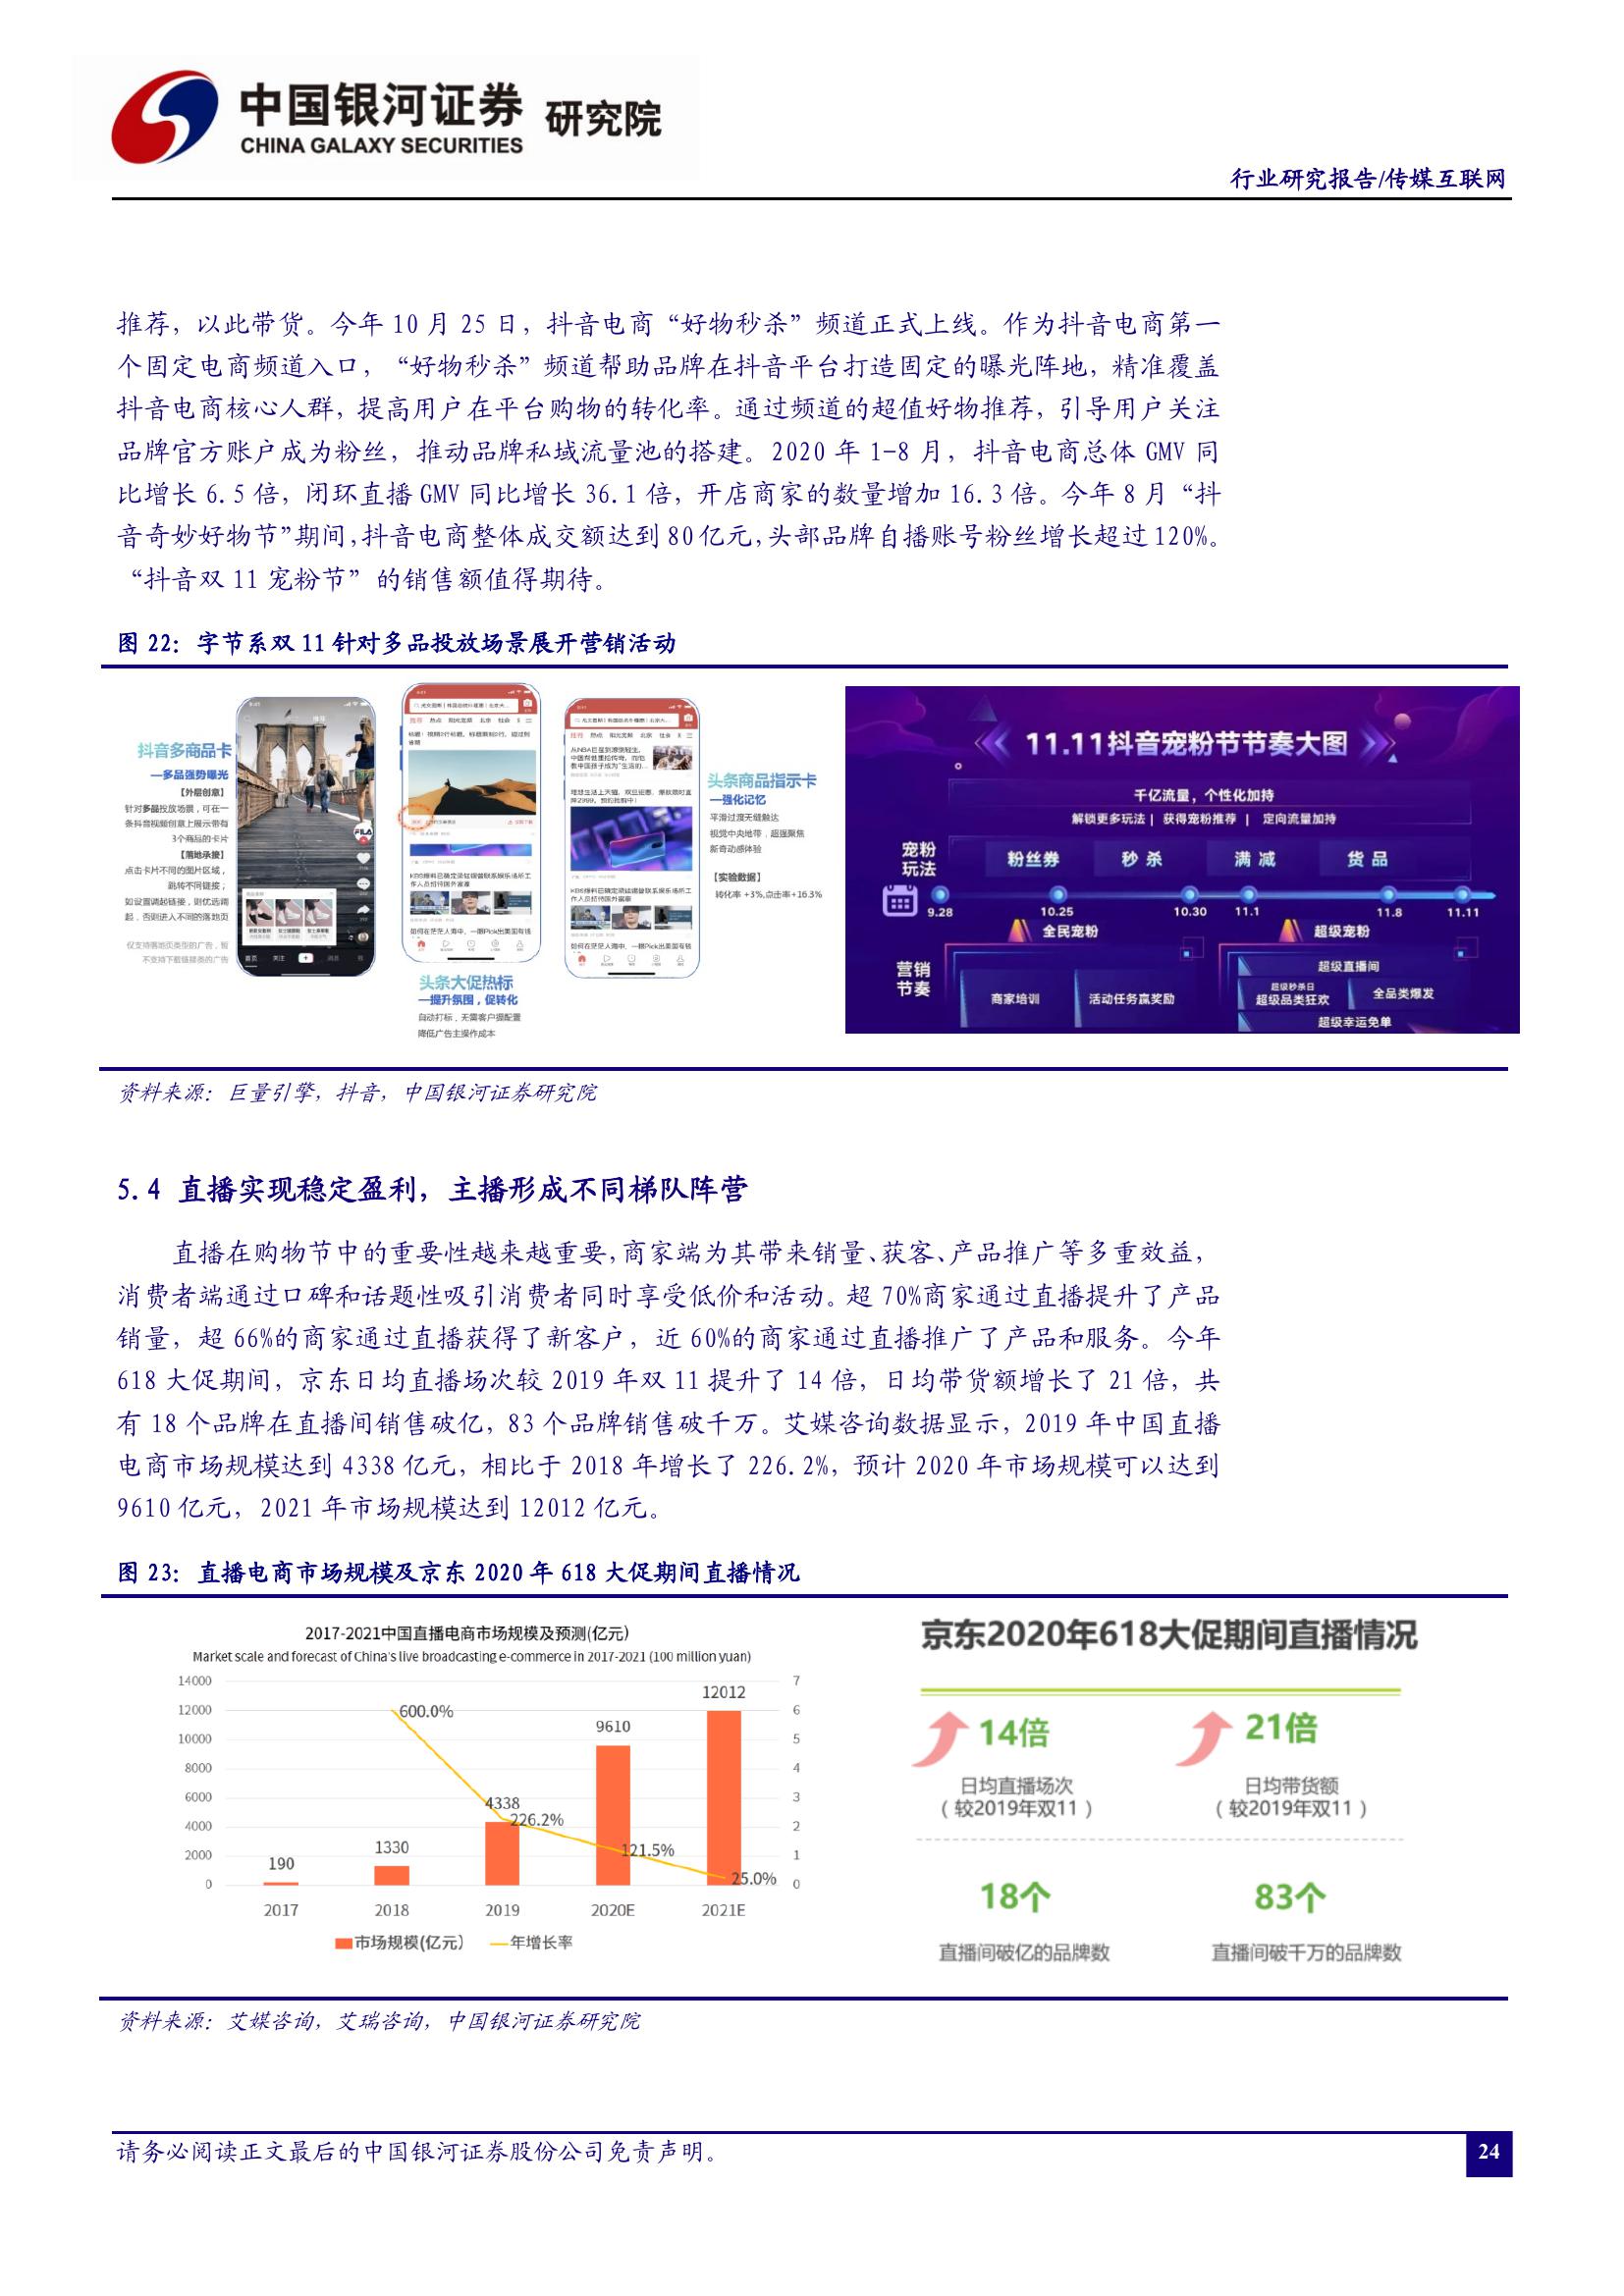 中国银河证券 研究院
CHINA GALAXY SECURITIES
行业研究报告/传媒互联网
推荐，以此带货。今年 10 月 25 日，抖音电商“好物秒杀”频道正式上线。作为抖音电商第一
个固定电商频道入口，“好物秒杀”频道帮助品牌在抖音平台打造固定的曝光阵地，精准覆盖
抖音电商核心人群，提高用户在平台购物的转化率。通过频道的超值好物推荐，引导用户关注
品牌官方账户成为粉丝，推动品牌私域流量池的搭建。2020 年 1-8 月，抖音电商总体 GMV 同
比增长 6.5 倍，闭环直播 GMV 同比增长 36.1 倍，开店商家的数量增加 16.3 倍。今年 8 月“抖
音奇妙好物节”期间，抖音电商整体成交额达到 80 亿元，头部品牌自播账号粉丝增长超过 120%。
“抖音双 11 宠粉节”的销售额值得期待。
图 22：字节系双 11 针对多品投放场景展开营销活动
抖音多商品卡
—多品强势曝光
【外层创意】
针对多品投放场景，可在一
条抖音视频创意上展示带有
3个商品的卡片
【落地承接】
点击卡片不同的图片区域，
跳转不同链接；
如设置调起链接，则优选调
起，否则进入不同的落地页
仅支持落地页类型的广告，暂
不支持下载链接类的广告
头条大促热标
—提升氛围，促转化
自动打标，无需客户提配置
降低广告主操作成本
头条商品指示卡
—强化记忆
平滑过渡无缝触达
视觉中央地带，超强聚焦
新奇动感体验
【实验数据】
转化率 +3%,点击率+16.3%
11.11抖音宠粉节节奏大图
千亿流量，个性化加持
解锁更多玩法 | 获得宠粉推荐 | 定向流量加持
宠粉
玩法
粉丝券 秒杀 满减 货品
9.28 10.25 10.30 11.1 11.8 11.11
全民宠粉 超级宠粉
营销
节奏
商家培训 活动任务赢奖励
超级直播间
超级秒杀日
超级品类狂欢 全品类爆发
超级幸运免单
资料来源：巨量引擎，抖音，中国银河证券研究院
5.4 直播实现稳定盈利，主播形成不同梯队阵营
直播在购物节中的重要性越来越重要，商家端为其带来销量、获客、产品推广等多重效益，
消费者端通过口碑和话题性吸引消费者同时享受低价和活动。超 70%商家通过直播提升了产品
销量，超 66%的商家通过直播获得了新客户，近 60%的商家通过直播推广了产品和服务。今年
618 大促期间，京东日均直播场次较 2019 年双 11 提升了 14 倍，日均带货额增长了 21 倍，共
有 18 个品牌在直播间销售破亿，83 个品牌销售破千万。艾媒咨询数据显示，2019 年中国直播
电商市场规模达到 4338 亿元，相比于 2018 年增长了 226.2%，预计 2020 年市场规模可以达到
9610 亿元，2021 年市场规模达到 12012 亿元。
图 23：直播电商市场规模及京东 2020 年 618 大促期间直播情况
2017-2021中国直播电商市场规模及预测(亿元)
Market scale and forecast of China's live broadcasting e-commerce in 2017-2021 (100 million yuan)
14000 7
12000 6
10000 5
8000 4
6000 3
4000 2
2000 1
0 0
190 1330 4338 9610 12012
600.0% 226.2% 121.5% 25.0%
2017 2018 2019 2020E 2021E
市场规模(亿元) 年增长率
京东2020年618大促期间直播情况
14倍 21倍
日均直播场次 日均带货额
（较2019年双11） （较2019年双11）
18个 83个
直播间破亿的品牌数 直播间破千万的品牌数
资料来源：艾媒咨询，艾瑞咨询，中国银河证券研究院
请务必阅读正文最后的中国银河证券股份公司免责声明。
24